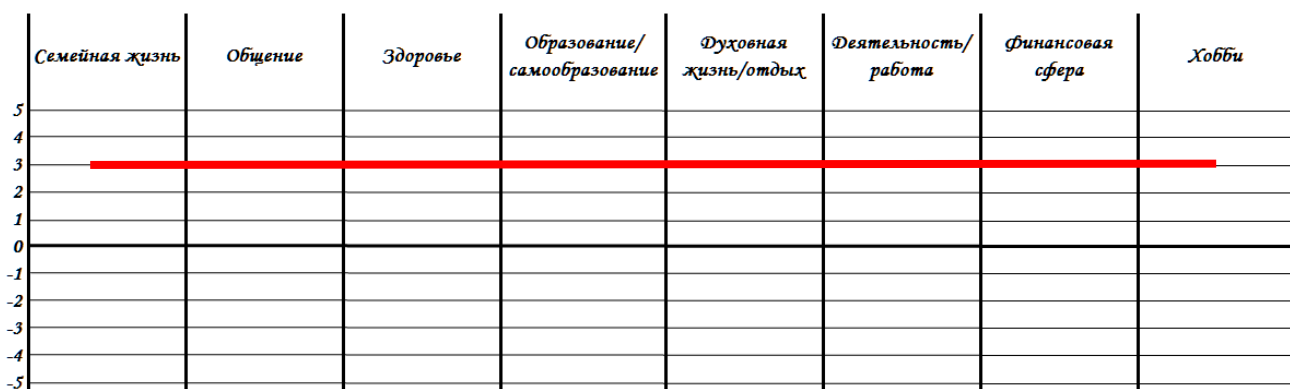 Семейная жизнь
Общение
Здоровье
Образование/
самообразование
Духовная
жизнь/отдых
Деятельность/
работа
Финансовая
сфера
Хобби
5
4
3
2
1
0
-1
-2
-3
-4
-5